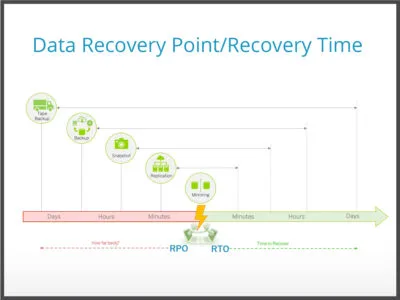 Data Recovery Point/Recovery Time
Tape
Backup
Backup
Snapshot
Replication
Mirroring
Days Hours Minutes Minutes Hours Days
How far back? Time to Recover
RPO RTO